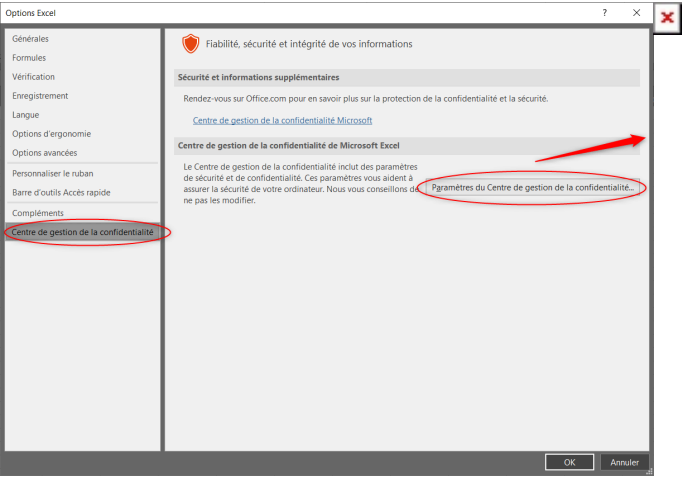 Options Excel
?
Générales
Formules
Vérification
Enregistrement
Langue
Options d'ergonomie
Options avancées
Personnaliser le ruban
Barre d'outils Accès rapide
Compléments
Centre de gestion de la confidentialité
Fiabilité, sécurité et intégrité de vos informations
Sécurité et informations supplémentaires
Rendez-vous sur Office.com pour en savoir plus sur la protection de la confidentialité et la sécurité.
Centre de gestion de la confidentialité Microsoft
Centre de gestion de la confidentialité de Microsoft Excel
Le Centre de gestion de la confidentialité inclut des paramètres
de sécurité et de confidentialité. Ces paramètres vous aident à
assurer la sécurité de votre ordinateur. Nous vous conseillons de
ne pas les modifier.
Paramètres du Centre de gestion de la confidentialité...
OK
Annuler